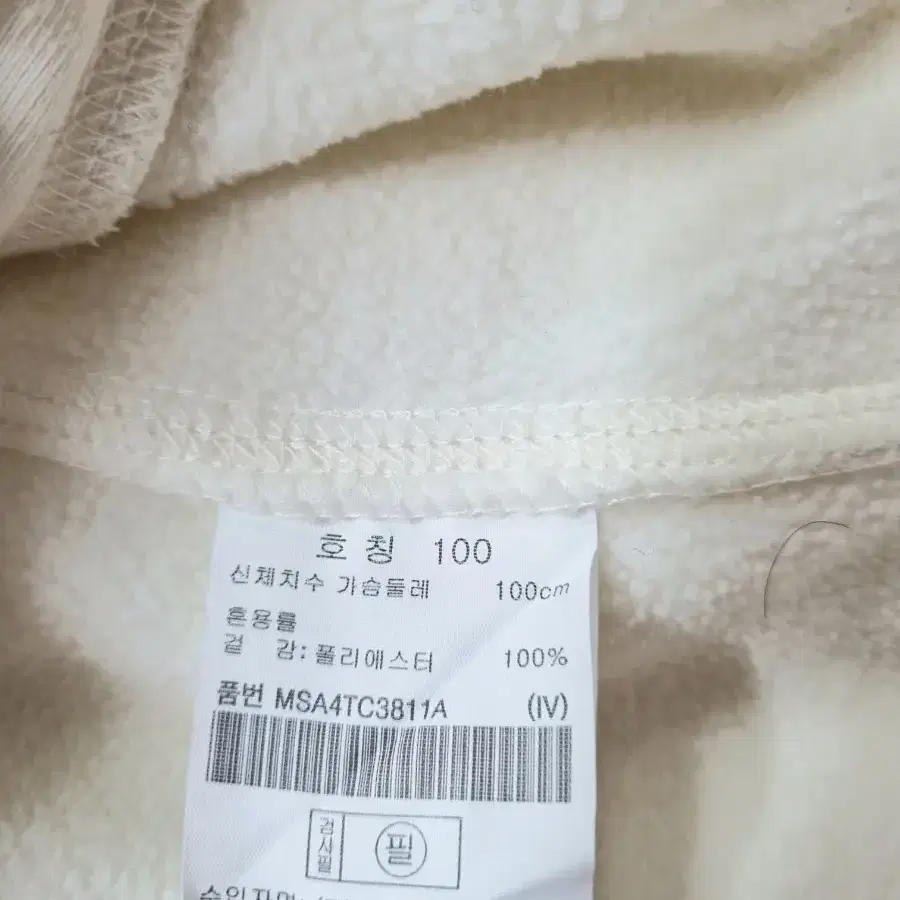 호 칭 100
신체치수 가슴둘레 100cm
혼용률
겉 감: 폴리에스터 100%
품번 MSA4TC3811A (IV)
검사필 필